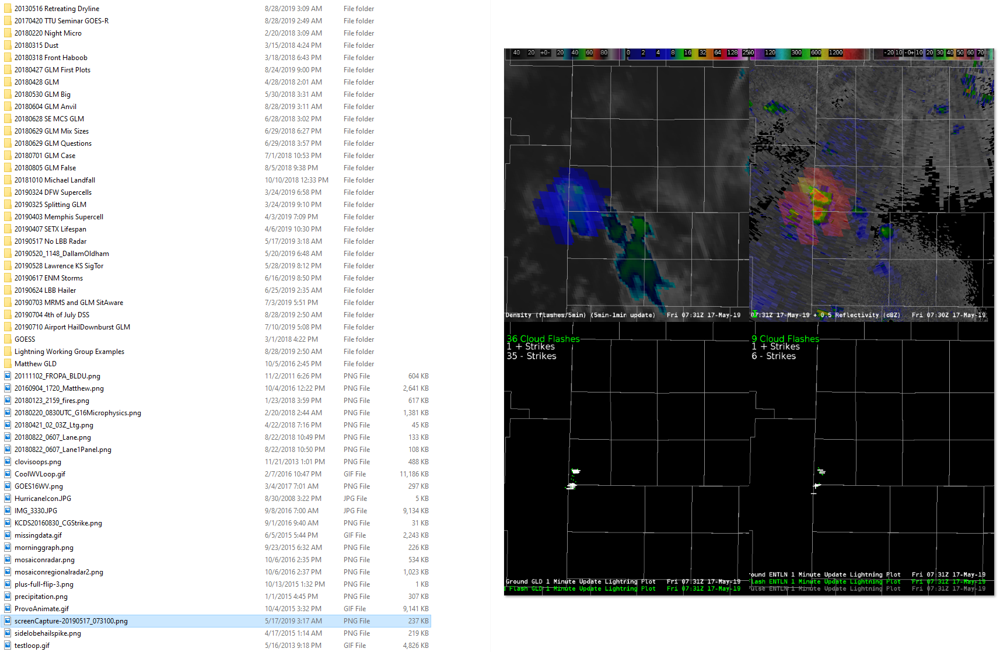 20130516 Retreating Dryline 8/28/2019 3:09 AM File folder
20170420 TTU Seminar GOES-R 8/28/2019 2:49 AM File folder
20180220 Night Micro 2/20/2018 3:09 AM File folder
20180315 Dust 3/15/2018 4:24 PM File folder
20180318 Front Haboob 3/18/2018 6:43 PM File folder
20180427 GLM First Plots 8/24/2019 9:00 PM File folder
20180428 GLM 4/28/2018 2:01 AM File folder
20180530 GLM Big 5/30/2018 3:31 AM File folder
20180604 GLM Anvil 8/28/2019 3:11 AM File folder
20180628 SE MCS GLM 6/28/2018 3:02 PM File folder
20180629 GLM Mix Sizes 6/29/2018 6:27 PM File folder
20180629 GLM Questions 6/29/2018 3:57 PM File folder
20180701 GLM Case 7/1/2018 10:53 PM File folder
20180805 GLM False 8/5/2018 9:38 PM File folder
20181010 Michael Landfall 10/10/2018 12:33 PM File folder
20190324 DFW Supercells 3/24/2019 6:58 PM File folder
20190325 Splitting GLM 3/24/2019 9:10 PM File folder
20190403 Memphis Supercell 4/3/2019 7:09 PM File folder
20190407 SETX Lifespan 4/6/2019 10:30 PM File folder
20190517 No LBB Radar 5/17/2019 3:18 AM File folder
20190520_1148_DallamOldham 5/20/2019 6:48 AM File folder
20190528 Lawrence KS SigTor 5/28/2019 8:12 PM File folder
20190617 ENM Storms 6/16/2019 8:50 PM File folder
20190624 LBB Hailer 6/25/2019 2:35 AM File folder
20190703 MRMS and GLM SitAware 7/3/2019 5:51 PM File folder
20190704 4th of July DSS 8/28/2019 2:50 AM File folder
20190710 Airport HailDownburst GLM 7/10/2019 5:08 PM File folder
GOESS 3/1/2018 4:22 PM File folder
Lightning Working Group Examples 8/28/2019 2:50 AM File folder
Matthew GLD 10/5/2016 2:45 PM File folder
20111102_FROPA_BLDU.png 11/2/2011 6:26 PM PNG File 604 KB
20160904_1720_Matthew.png 10/4/2016 12:22 PM PNG File 2,641 KB
20180123_2159_fires.png 1/23/2018 3:59 PM PNG File 617 KB
20180220_0830UTC_G16Microphysics.png 2/20/2018 2:44 AM PNG File 1,381 KB
20180421_02_03Z_Ltg.png 4/22/2018 7:16 PM PNG File 45 KB
20180822_0607_Lane.png 8/22/2018 10:49 PM PNG File 133 KB
20180822_0607_Lane1Panel.png 8/22/2018 10:50 PM PNG File 108 KB
clovisoops.png 11/21/2013 1:01 PM PNG File 488 KB
CoolWVLoop.gif 2/7/2016 10:47 PM GIF File 11,186 KB
GOES16WV.png 3/4/2017 7:01 AM PNG File 297 KB
HurricaneIcon.JPG 8/30/2008 3:22 PM JPG File 5 KB
IMG_3330.JPG 9/8/2016 7:00 AM JPG File 9,134 KB
KCDS20160830_CGStrike.png 9/1/2016 9:40 AM PNG File 31 KB
missingdata.gif 6/5/2015 5:44 PM GIF File 2,243 KB
morninggraph.png 9/23/2015 6:32 AM PNG File 226 KB
mosaiconradar.png 10/6/2016 2:35 PM PNG File 534 KB
mosaiconregionalradar2.png 10/6/2016 2:37 PM PNG File 1,023 KB
plus-full-flip-3.png 10/13/2015 1:32 PM PNG File 1 KB
precipitation.png 1/1/2015 4:45 PM PNG File 307 KB
ProvoAnimate.gif 10/4/2015 3:32 PM GIF File 9,141 KB
screenCapture-20190517_073100.png 5/17/2019 3:17 AM PNG File 237 KB
sidelobehailspike.png 4/17/2015 1:14 AM PNG File 219 KB
testloop.gif 5/16/2013 9:18 PM GIF File 4,826 KB
40 20 +0- 20 40 60 80 0 2 4 8 16 32 64 128 25
60 120 300 600 1200 -20 10 -0+ 10 20 30 40 50 60 70
Density (flashes/5min) (5min-1min update) Fri 07:31Z 17-May-19
07:31Z 17-May-19 + 0.5 Reflectivity (dBZ) Fri 07:30Z 17-May-19
36 Cloud Flashes
1 + Strikes
35 - Strikes
9 Cloud Flashes
1 + Strikes
6 - Strikes
Ground GLD 1 Minute Update Lightning Plot Fri 07:31Z 17-May-19
d Flash GLD 1 Minute Update Lightning Plot Fri 07:31Z 17-May-19
round ENTLN 1 Minute Update Lightning Plot Fri 07:31Z 17-May-19
lash ENTLN 1 Minute Update Lightning Plot Fri 07:31Z 17-May-19
ulse ENTLN 1 Minute Update Lightning Plot Fri 07:31Z 17-May-19